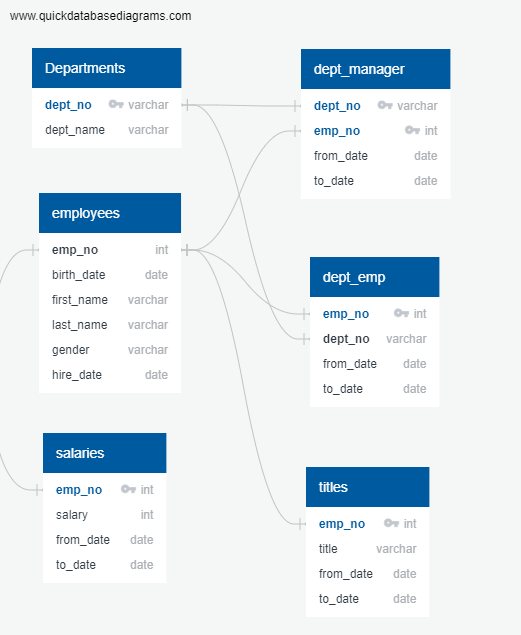 www.quickdatabasediagrams.com
Departments
dept_no varchar
dept_name varchar
dept_manager
dept_no varchar
emp_no int
from_date date
to_date date
employees
emp_no int
birth_date date
first_name varchar
last_name varchar
gender varchar
hire_date date
dept_emp
emp_no int
dept_no varchar
from_date date
to_date date
salaries
emp_no int
salary int
from_date date
to_date date
titles
emp_no int
title varchar
from_date date
to_date date